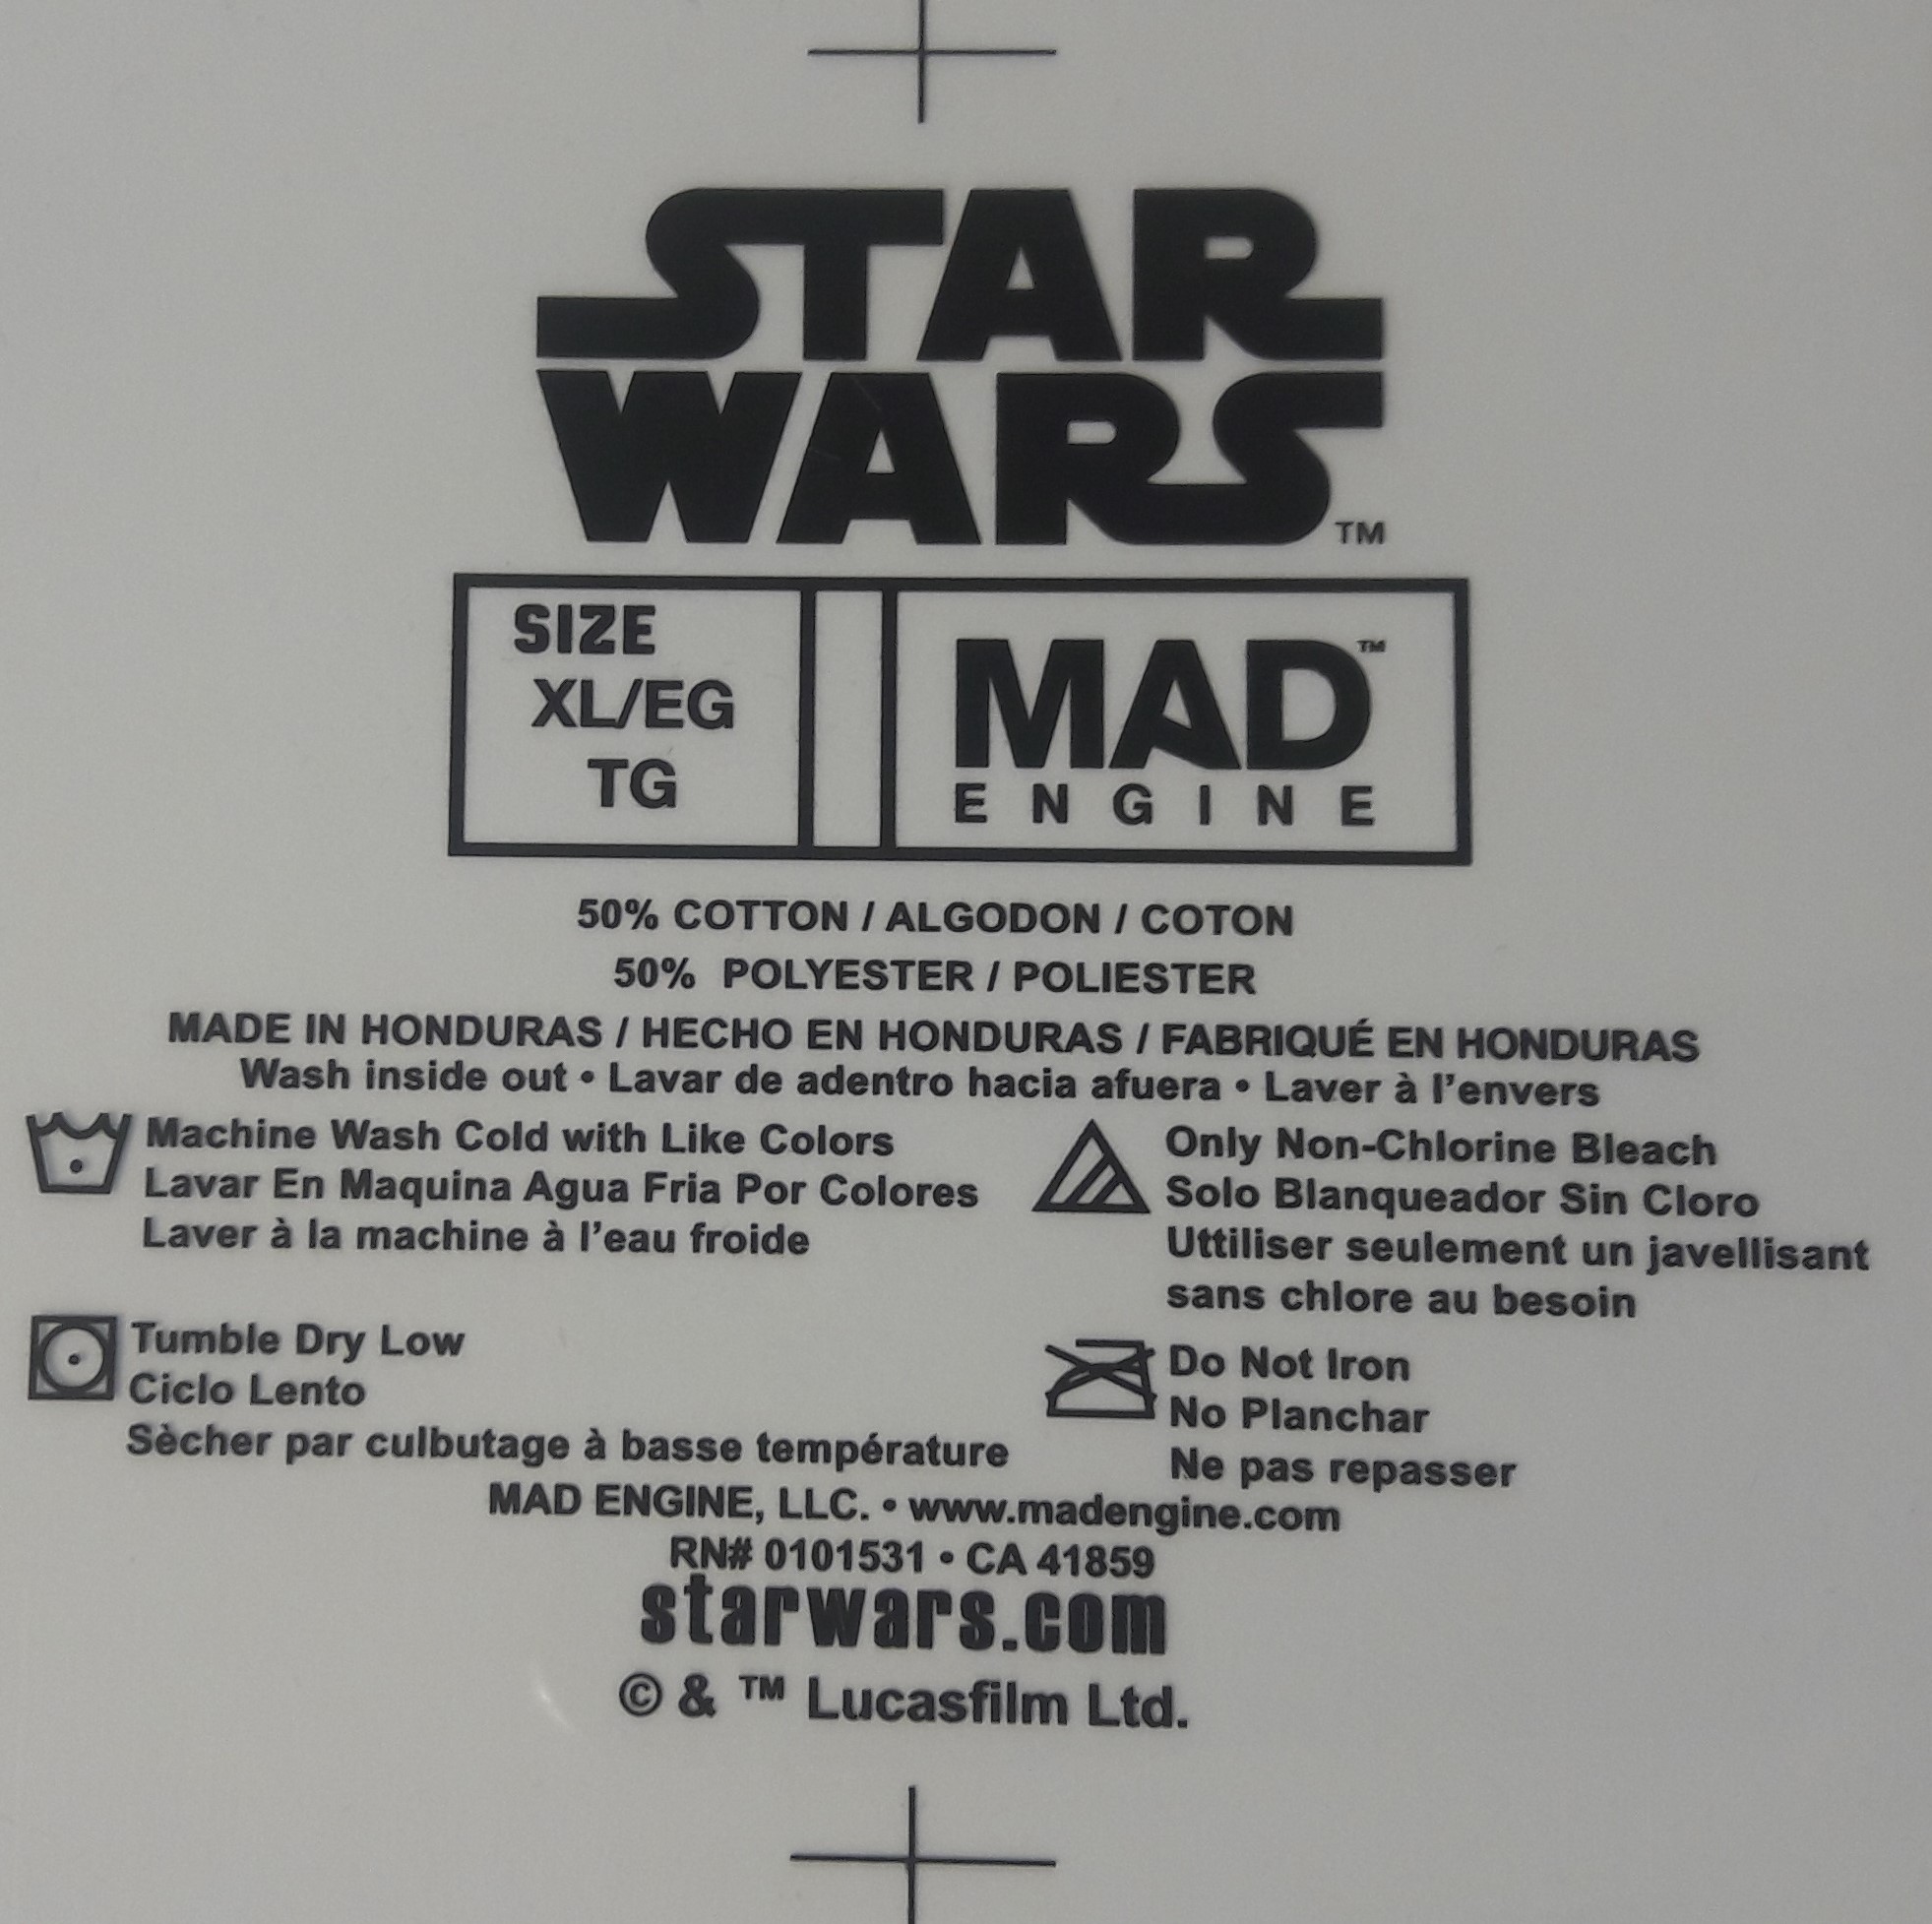 STAR
WARS™
SIZE
XL/EG
TG
MAD™
ENGINE
50% COTTON / ALGODON / COTON
50% POLYESTER / POLIESTER
MADE IN HONDURAS / HECHO EN HONDURAS / FABRIQUÉ EN HONDURAS
Wash inside out • Lavar de adentro hacia afuera • Laver à l'envers
Machine Wash Cold with Like Colors
Lavar En Maquina Agua Fria Por Colores
Laver à la machine à l'eau froide
Only Non-Chlorine Bleach
Solo Blanqueador Sin Cloro
Uttiliser seulement un javellisant
sans chlore au besoin
Tumble Dry Low
Ciclo Lento
Sècher par culbutage à basse température
Do Not Iron
No Planchar
Ne pas repasser
MAD ENGINE, LLC. • www.madengine.com
RN# 0101531 • CA 41859
starwars.com
© & ™ Lucasfilm Ltd.